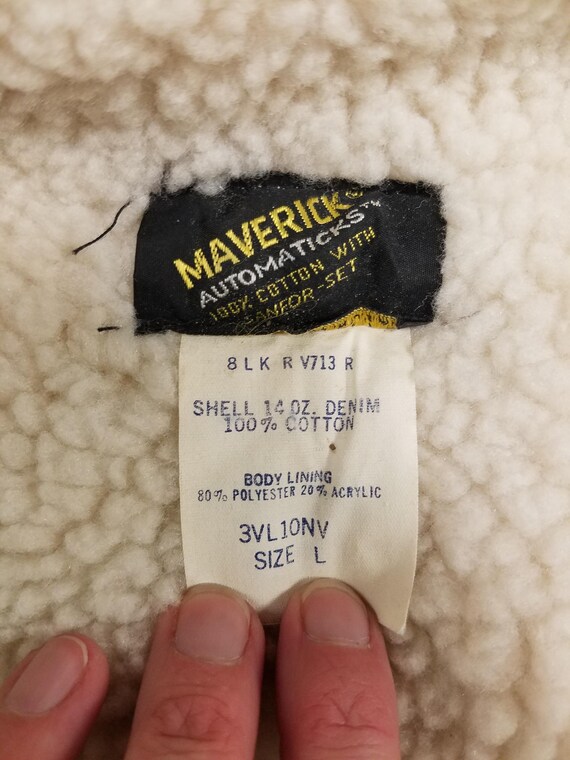 MAVERICK®
AUTOMATICKS™
100% COTTON WITH
SANFOR-SET
8LK R V713 R
SHELL 14 OZ. DENIM
100% COTTON
BODY LINING
80% POLYESTER 20% ACRYLIC
3VL10NV
SIZE L